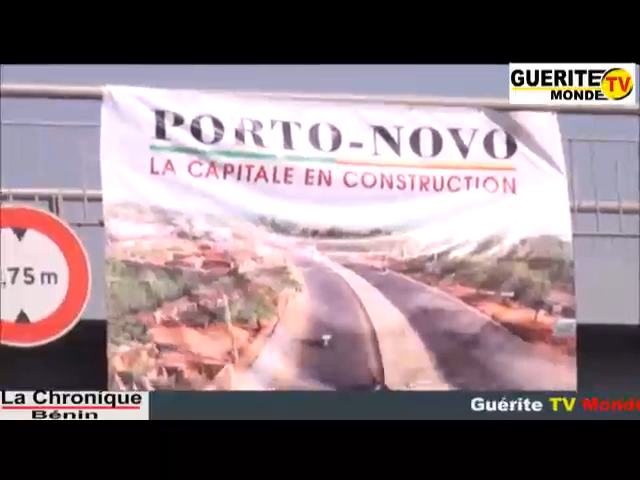 GUERITE TV
MONDE
PORTO-NOVO
LA CAPITALE EN CONSTRUCTION
,75 m
La Chronique
Bénin
Guérite TV Monde